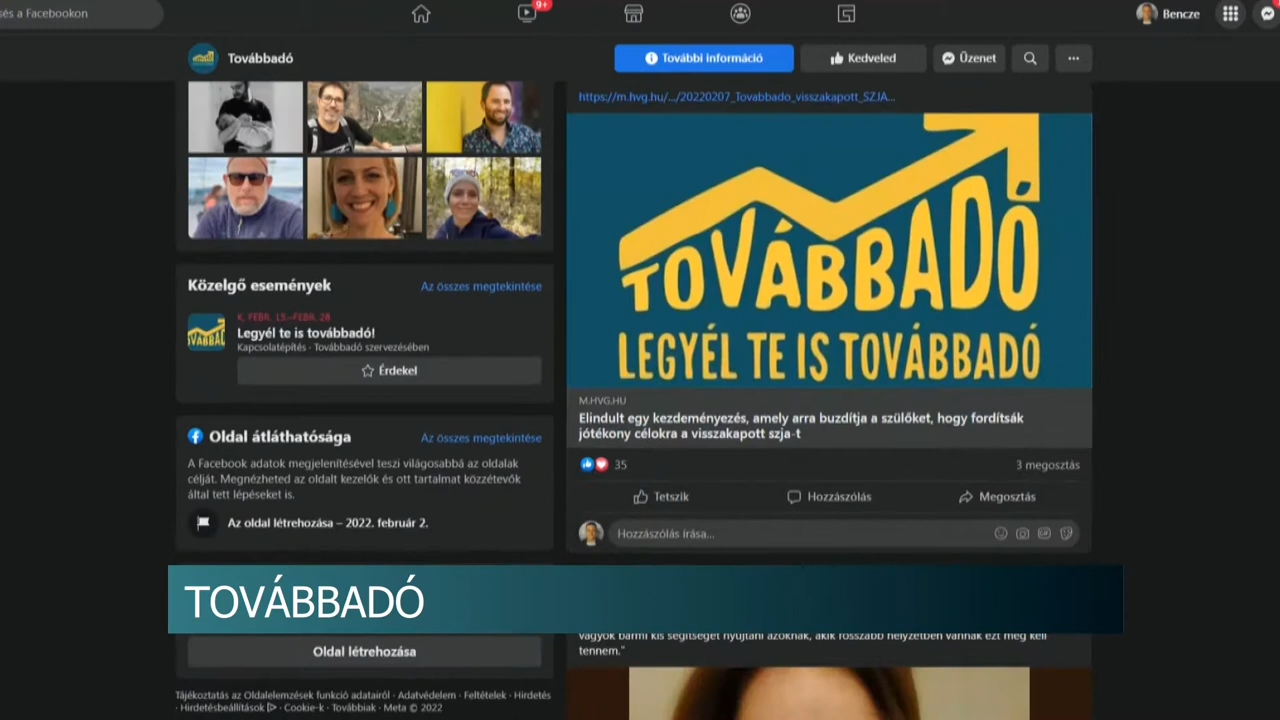 és a Facebookon
9+
Bencze
Továbbadó
További információ
Kedveled
Üzenet
https://m.hvg.hu/.../20220207_Tovabbado_visszakapott_SZJA...
TOVÁBBADÓ
LEGYÉL TE IS TOVÁBBADÓ
Közelgő események
Az összes megtekintése
K, FEBR. 15.–FEBR. 28
Legyél te is továbbadó!
Kapcsolatépítés · Továbbadó szervezésében
Érdekel
M.HVG.HU
Elindult egy kezdeményezés, amely arra buzdítja a szülőket, hogy fordítsák
jótékony célokra a visszakapott szja-t
35
3 megosztás
Tetszik
Hozzászólás
Megosztás
Hozzászólás írása...
Oldal átláthatósága
Az összes megtekintése
A Facebook adatok megjelenítésével teszi világosabbá az oldalak
célját. Megnézheted az oldalt kezelők és ott tartalmat közzétevők
által tett lépéseket is.
Az oldal létrehozása – 2022. február 2.
TOVÁBBADÓ
vagyok bármi kis segítséget nyújtani azoknak, akik rosszabb helyzetben vannak ezt meg kell
tennem."
Oldal létrehozása
Tájékoztatás az Oldalelemzések funkció adatairól · Adatvédelem · Feltételek · Hirdetés
· Hirdetésbeállítások · Cookie-k · Továbbiak · Meta © 2022